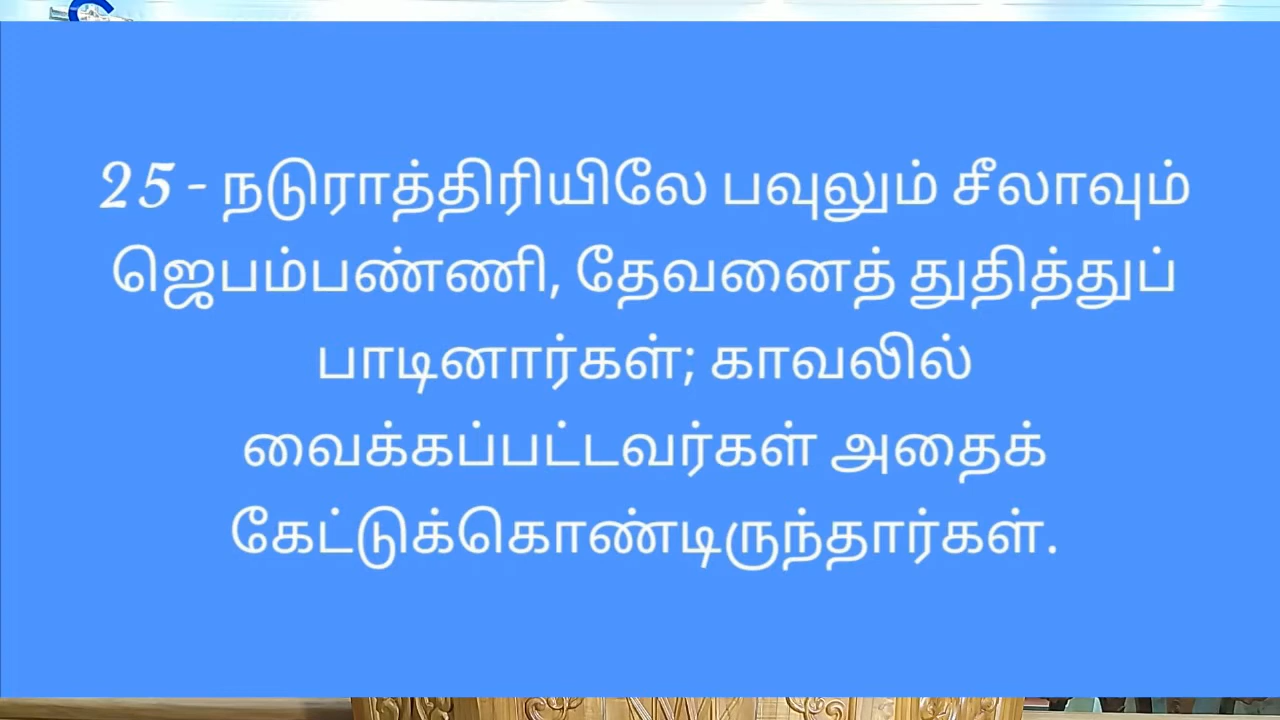 25 - நடுராத்திரியிலே பவுலும் சீலாவும்
ஜெபம்பண்ணி, தேவனைத் துதித்துப்
பாடினார்கள்; காவலில்
வைக்கப்பட்டவர்கள் அதைக்
கேட்டுக்கொண்டிருந்தார்கள்.